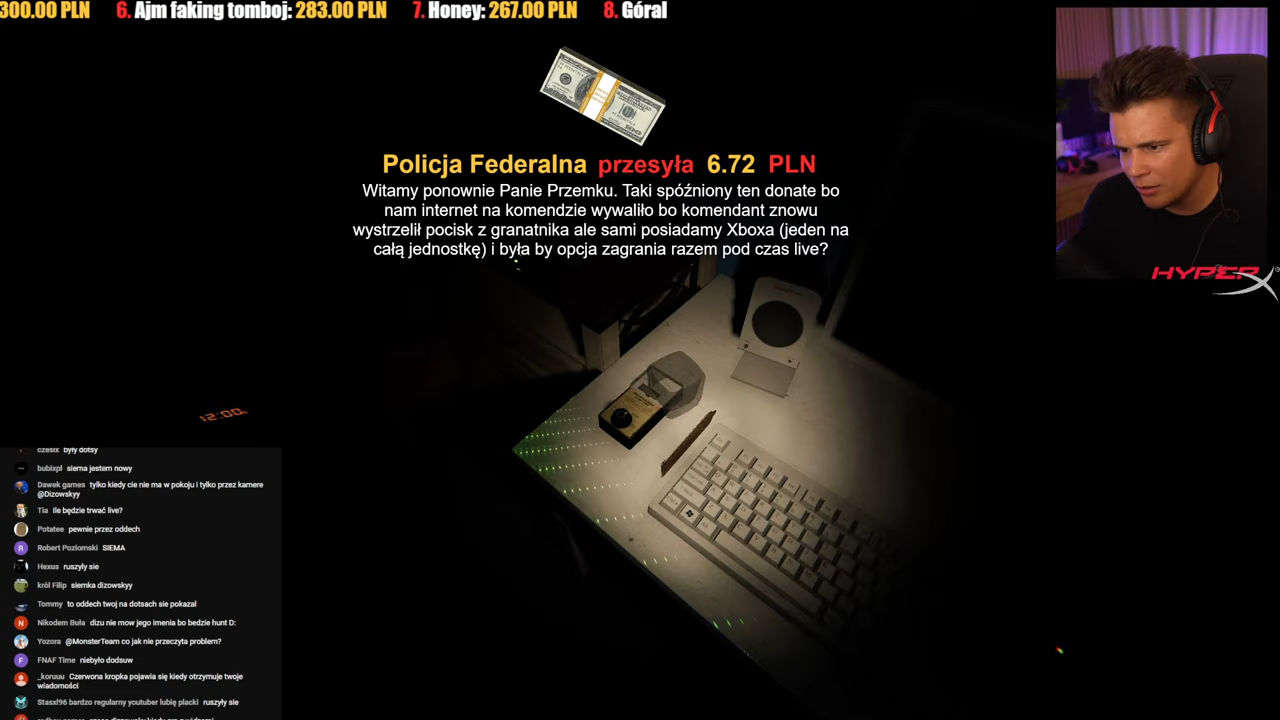 300.00 PLN 6. Ajm faking tomboj: 283.00 PLN 7. Honey: 267.00 PLN 8. Góral
Policja Federalna przesyła 6.72 PLN
Witamy ponownie Panie Przemku. Taki spóźniony ten donate bo
nam internet na komendzie wywaliło bo komendant znowu
wystrzelił pocisk z granatnika ale sami posiadamy Xboxa (jeden na
całą jednostkę) i była by opcja zagrania razem pod czas live?
HYPERX
12:00
czesix były dotsy
bubixpl siema jestem nowy
Dawek games tylko kiedy cie nie ma w pokoju i tylko przez kamere
@Dizowskyy
Tia Ile będzie trwać live?
Potatee pewnie przez oddech
Robert Poziomski SIEMA
Hexus ruszyly sie
król Filip siemka dizowskyy
Tommy to oddech twoj na dotsach sie pokazal
Nikodem Buła dizu nie mow jego imenia bo bedzie hunt D:
Yozora @MonsterTeam co jak nie przeczyta problem?
FNAF Time niebyło dodsuw
_koruuu Czerwona kropka pojawia się kiedy otrzymuje twoje
wiadomości
Stasxl96 bardzo regularny youtuber lubię placki ruszyły sie